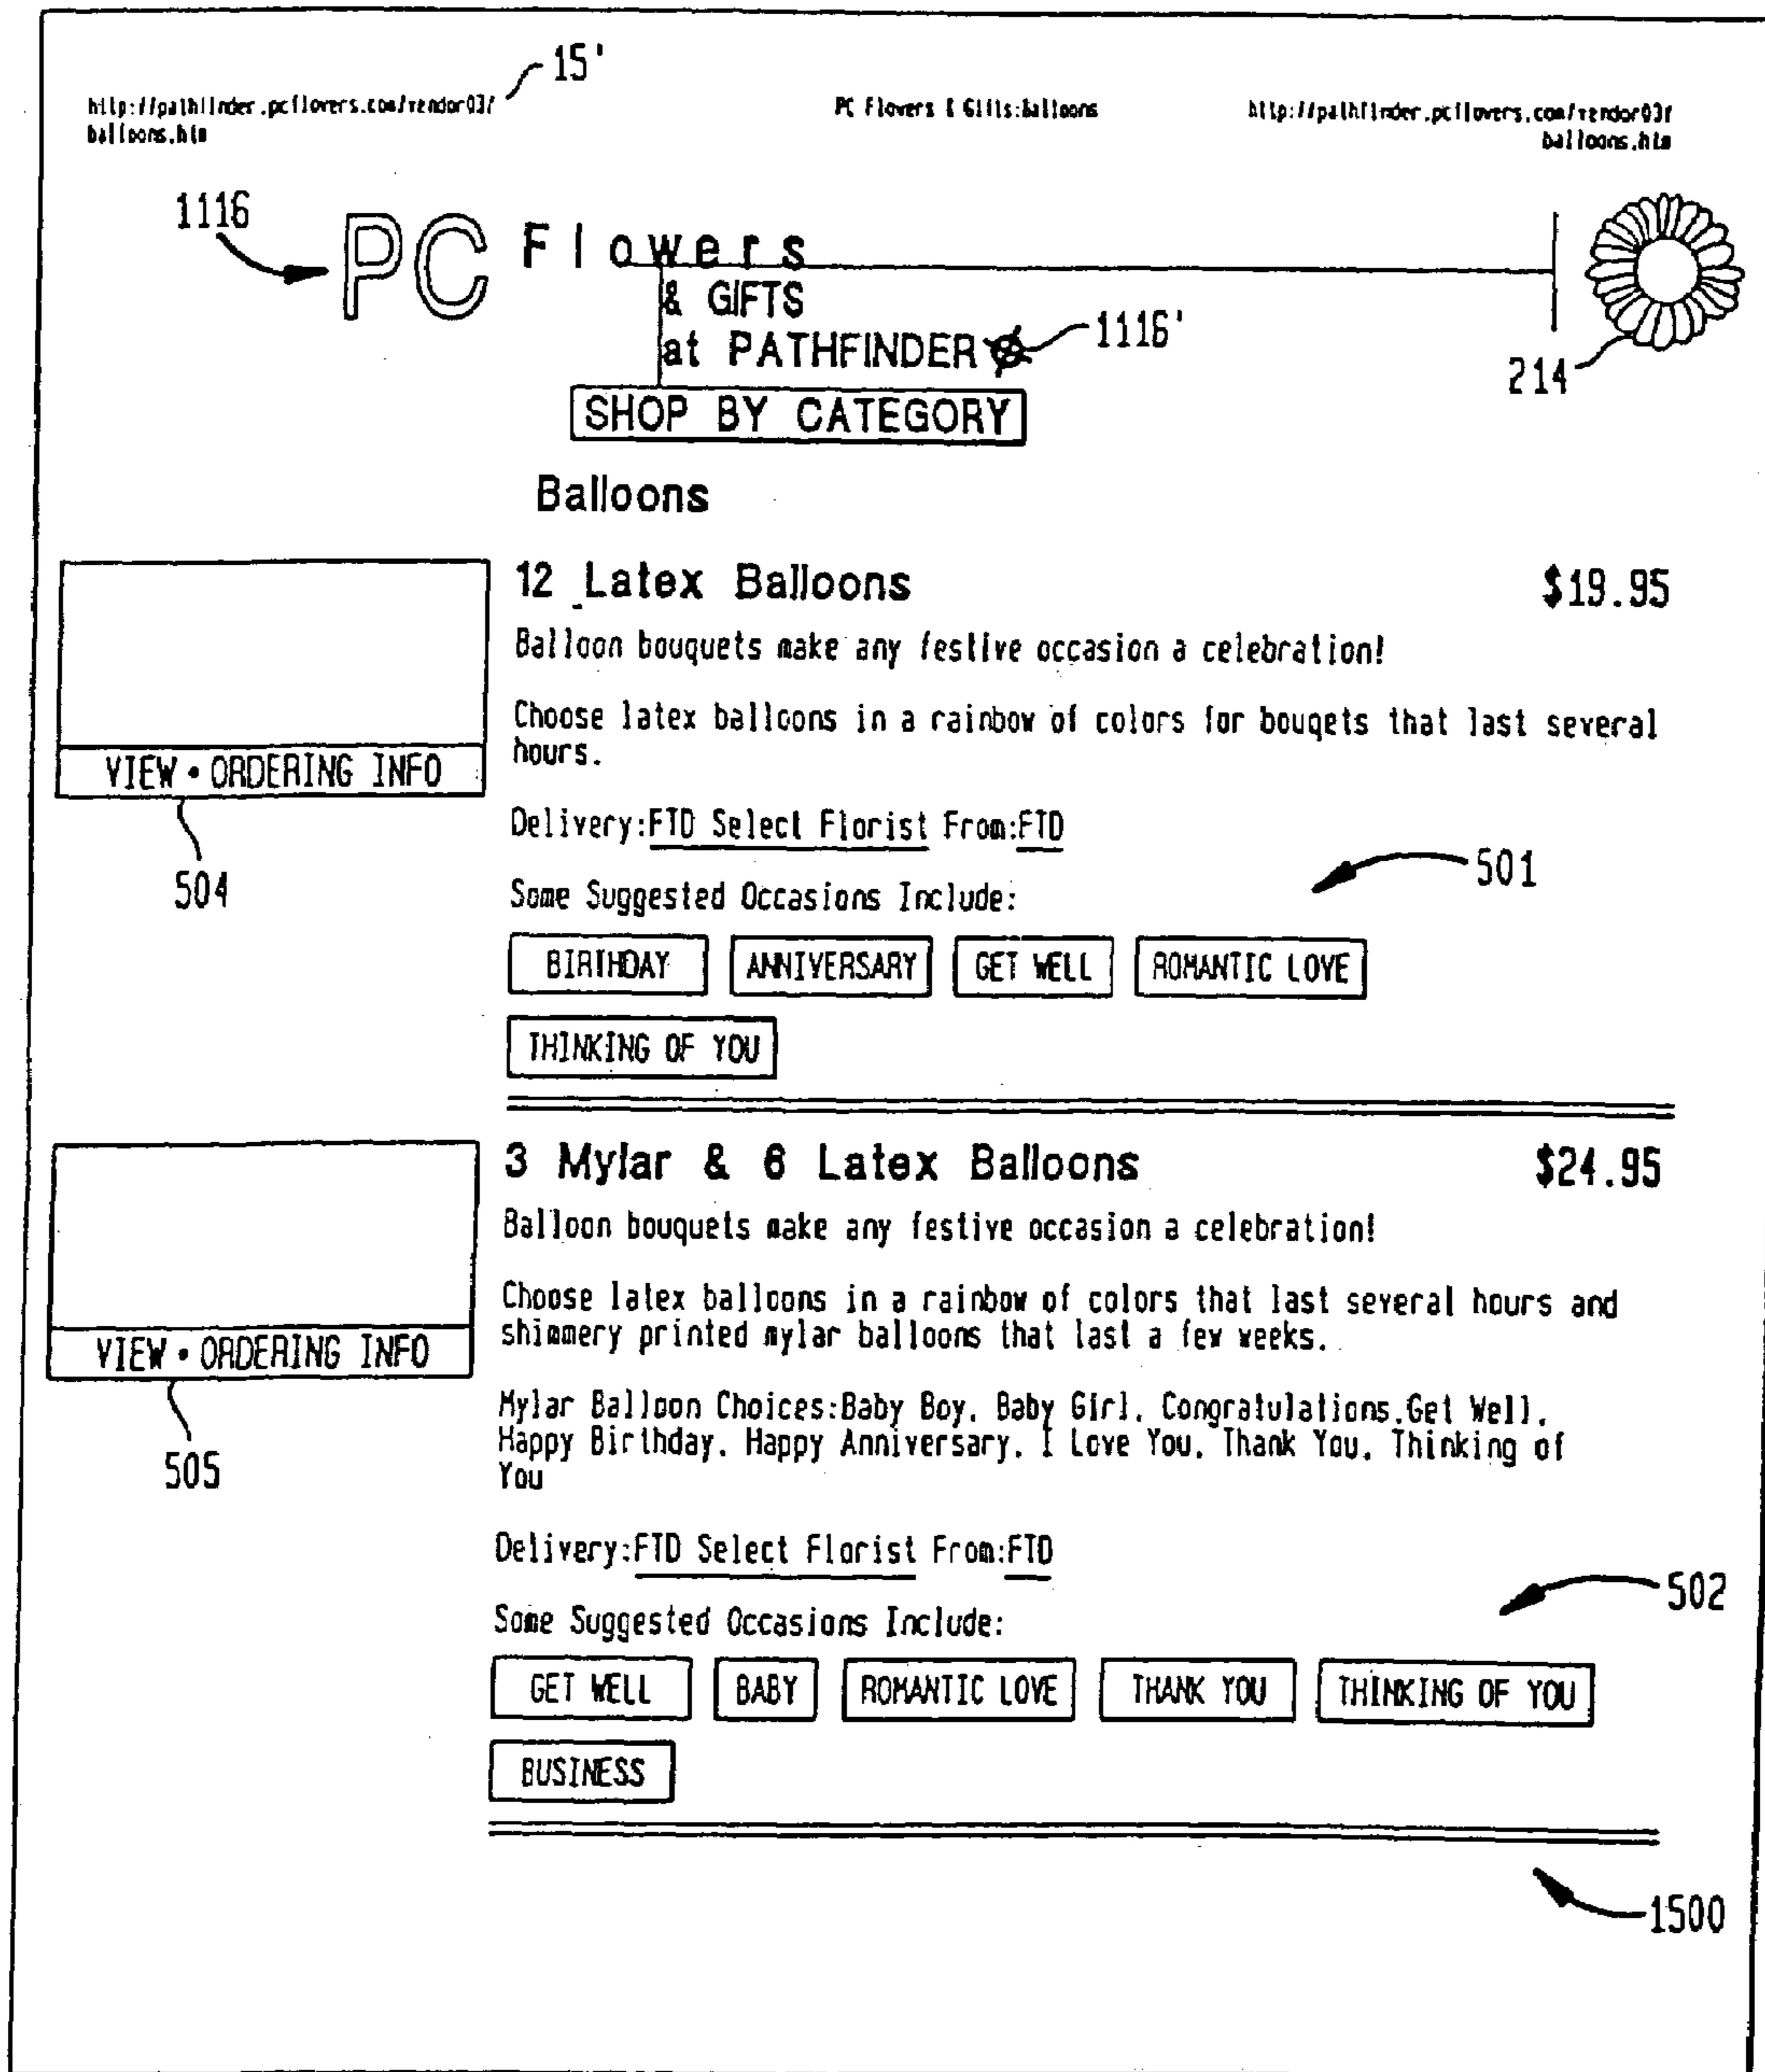 15'
http://pathfinder.pcflowers.com/vendor03/ PC Flowers & Gifts:Balloons http://pathfinder.pcflowers.com/vendor03/
balloons.htm balloons.htm
1116 PC Flowers
& GIFTS
at PATHFINDER 1116'
214
SHOP BY CATEGORY
Balloons
12 Latex Balloons $19.95
Balloon bouquets make any festive occasion a celebration!
Choose latex balloons in a rainbow of colors for bouqets that last several
hours.
VIEW • ORDERING INFO
504
Delivery:FTD Select Florist From:FTD
501
Some Suggested Occasions Include:
BIRTHDAY ANNIVERSARY GET WELL ROMANTIC LOVE
THINKING OF YOU
3 Mylar & 6 Latex Balloons $24.95
Balloon bouquets make any festive occasion a celebration!
Choose latex balloons in a rainbow of colors that last several hours and
shimmery printed mylar balloons that last a few weeks.
VIEW • ORDERING INFO
505
Mylar Balloon Choices:Baby Boy, Baby Girl, Congratulations,Get Well,
Happy Birthday, Happy Anniversary, I Love You, Thank You, Thinking of
You
Delivery:FTD Select Florist From:FTD
502
Some Suggested Occasions Include:
GET WELL BABY ROMANTIC LOVE THANK YOU THINKING OF YOU
BUSINESS
1500